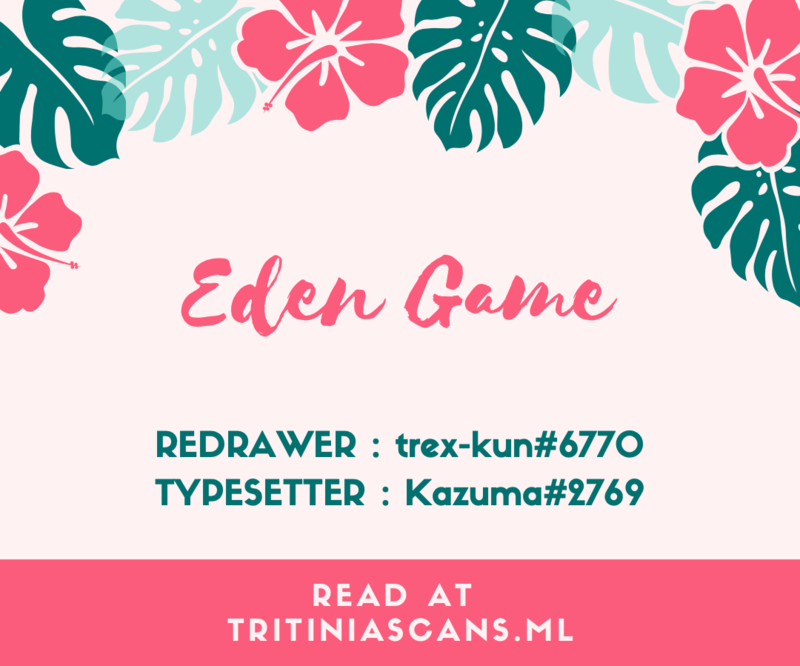 Eden Game
REDRAWER : trex-kun#6770
TYPESETTER : Kazuma#2769
READ AT
TRITINIASCANS.ML